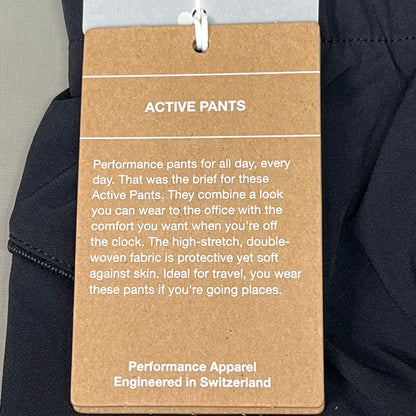 ACTIVE PANTS
Performance pants for all day, every
day. That was the brief for these
Active Pants. They combine a look
you can wear to the office with the
comfort you want when you're off
the clock. The high-stretch, double-
woven fabric is protective yet soft
against skin. Ideal for travel, you wear
these pants if you're going places.
Performance Apparel
Engineered in Switzerland